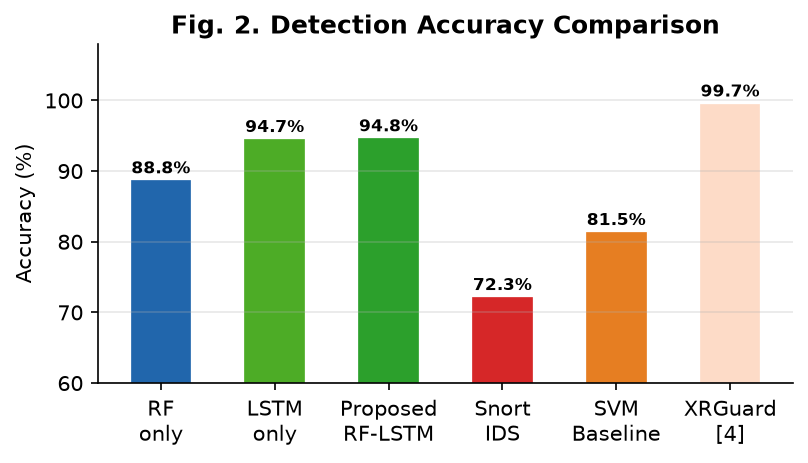 Fig. 2. Detection Accuracy Comparison
Accuracy (%)
100
90
80
70
60
88.8%
94.7%
94.8%
72.3%
81.5%
99.7%
RF
only
LSTM
only
Proposed
RF-LSTM
Snort
IDS
SVM
Baseline
XRGuard
[4]